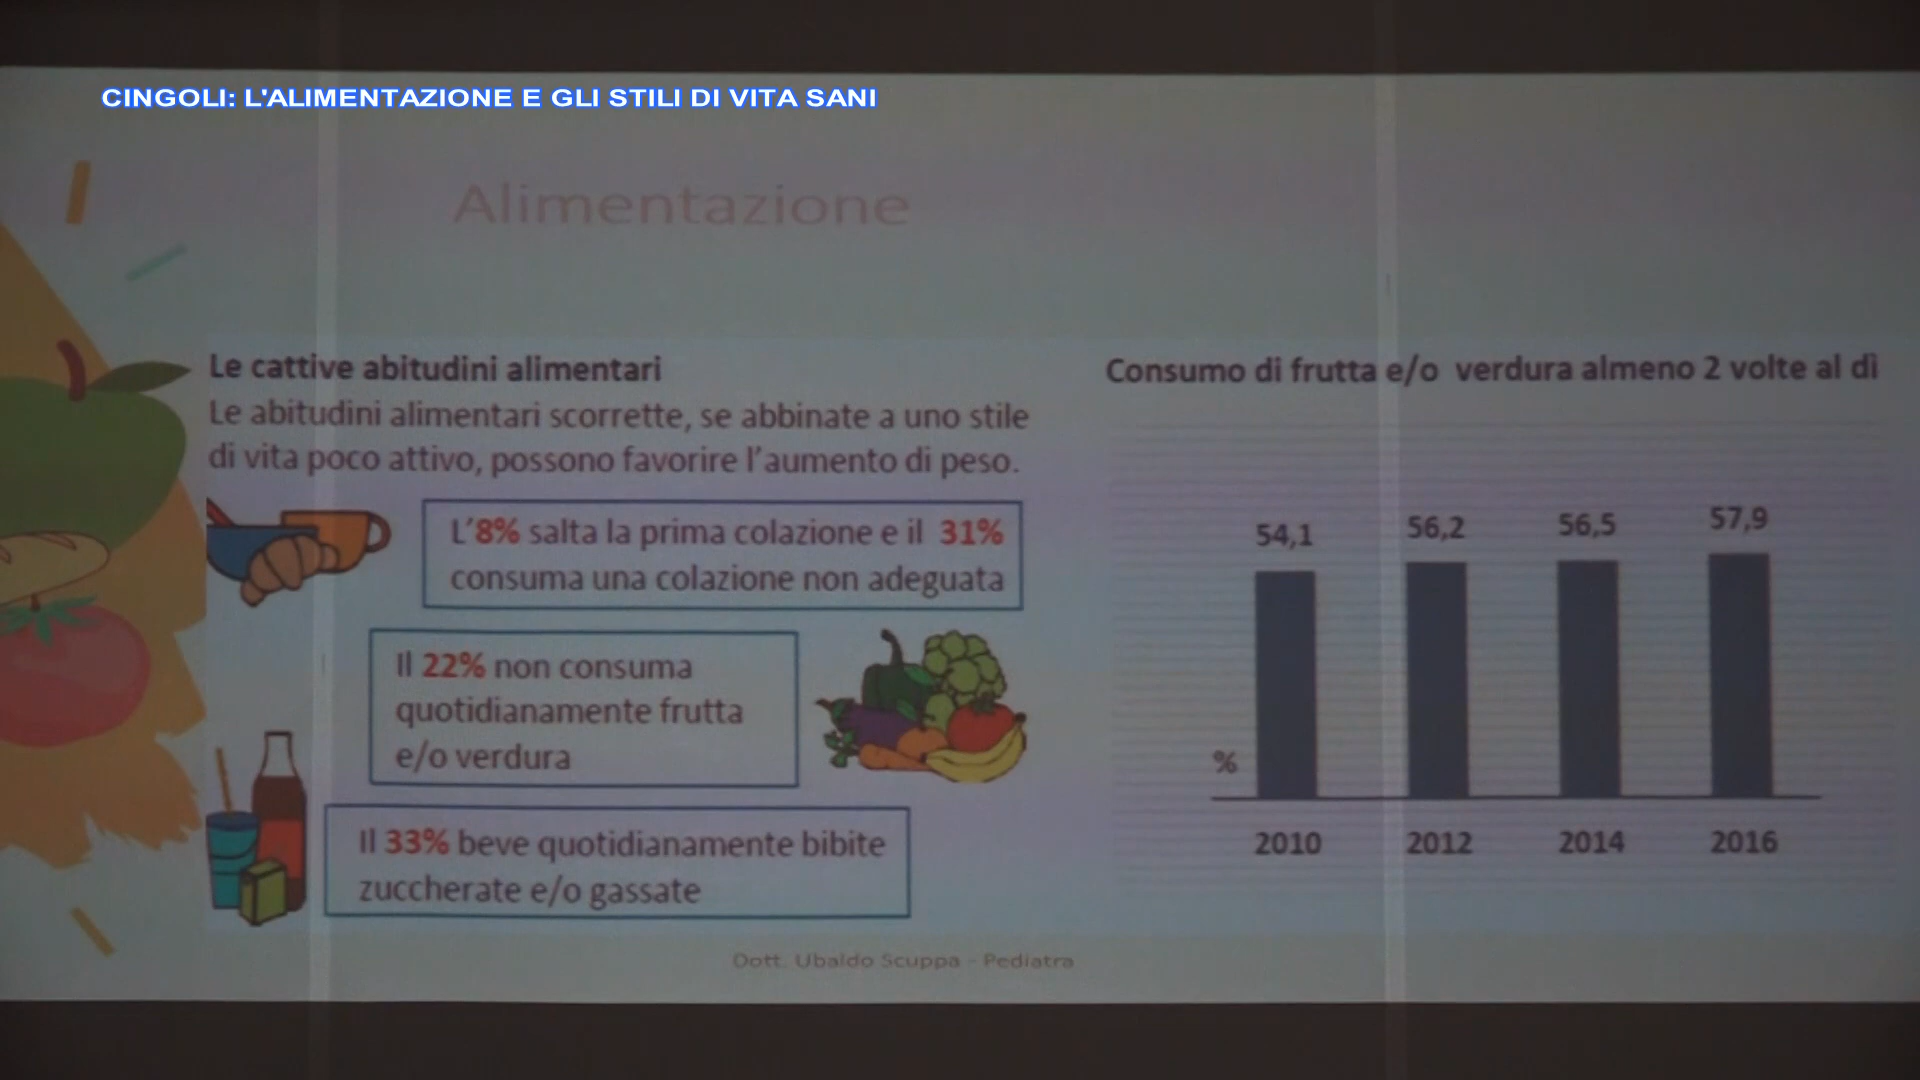 CINGOLI: L'ALIMENTAZIONE E GLI STILI DI VITA SANI
Alimentazione
Le cattive abitudini alimentari
Le abitudini alimentari scorrette, se abbinate a uno stile
di vita poco attivo, possono favorire l'aumento di peso.
L'8% salta la prima colazione e il 31%
consuma una colazione non adeguata
Il 22% non consuma
quotidianamente frutta
e/o verdura
Il 33% beve quotidianamente bibite
zuccherate e/o gassate
Consumo di frutta e/o verdura almeno 2 volte al dì
54,1 56,2 56,5 57,9
%
2010 2012 2014 2016
Dott. Ubaldo Scuppa - Pediatra